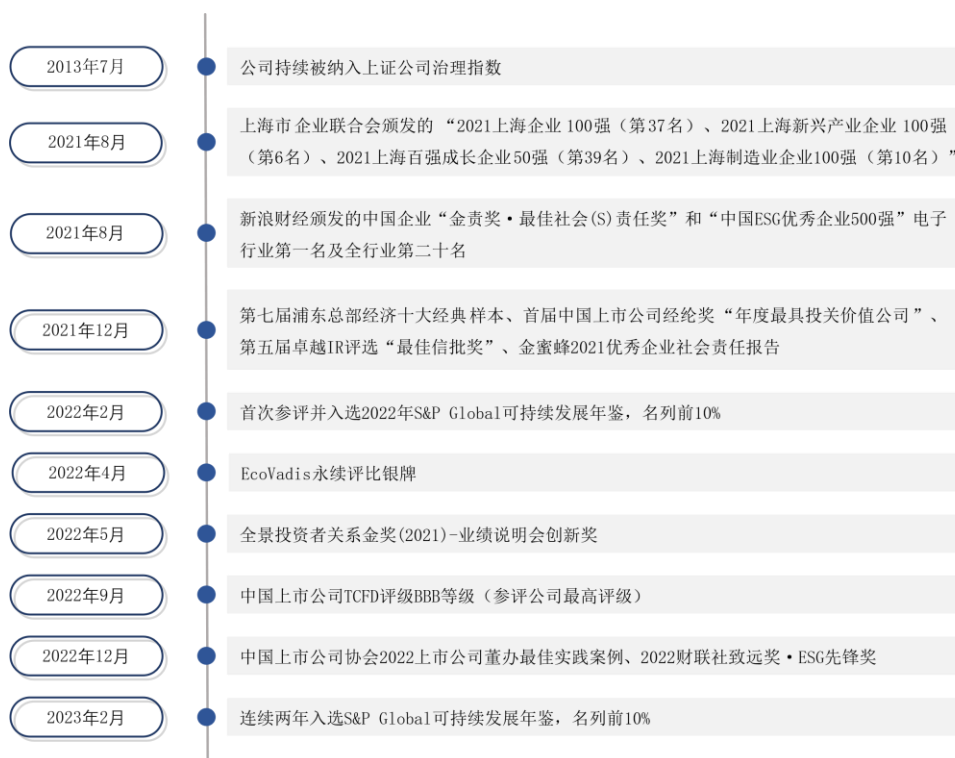 2013年7月
公司持续被纳入上证公司治理指数
2021年8月
上海市企业联合会颁发的“2021上海企业100强（第37名）、2021上海新兴产业企业100强
（第6名）、2021上海百强成长企业50强（第39名）、2021上海制造业企业100强（第10名）”
2021年8月
新浪财经颁发的中国企业“金责奖·最佳社会(S)责任奖”和“中国ESG优秀企业500强”电子
行业第一名及全行业第二十名
2021年12月
第七届浦东总部经济十大经典样本、首届中国上市公司经纶奖“年度最具投关价值公司”、
第五届卓越IR评选“最佳信批奖”、金蜜蜂2021优秀企业社会责任报告
2022年2月
首次参评并入选2022年S&P Global可持续发展年鉴，名列前10%
2022年4月
EcoVadis永续评比银牌
2022年5月
全景投资者关系金奖(2021)-业绩说明会创新奖
2022年9月
中国上市公司TCFD评级BBB等级（参评公司最高评级）
2022年12月
中国上市公司协会2022上市公司董办最佳实践案例、2022财联社致远奖·ESG先锋奖
2023年2月
连续两年入选S&P Global可持续发展年鉴，名列前10%